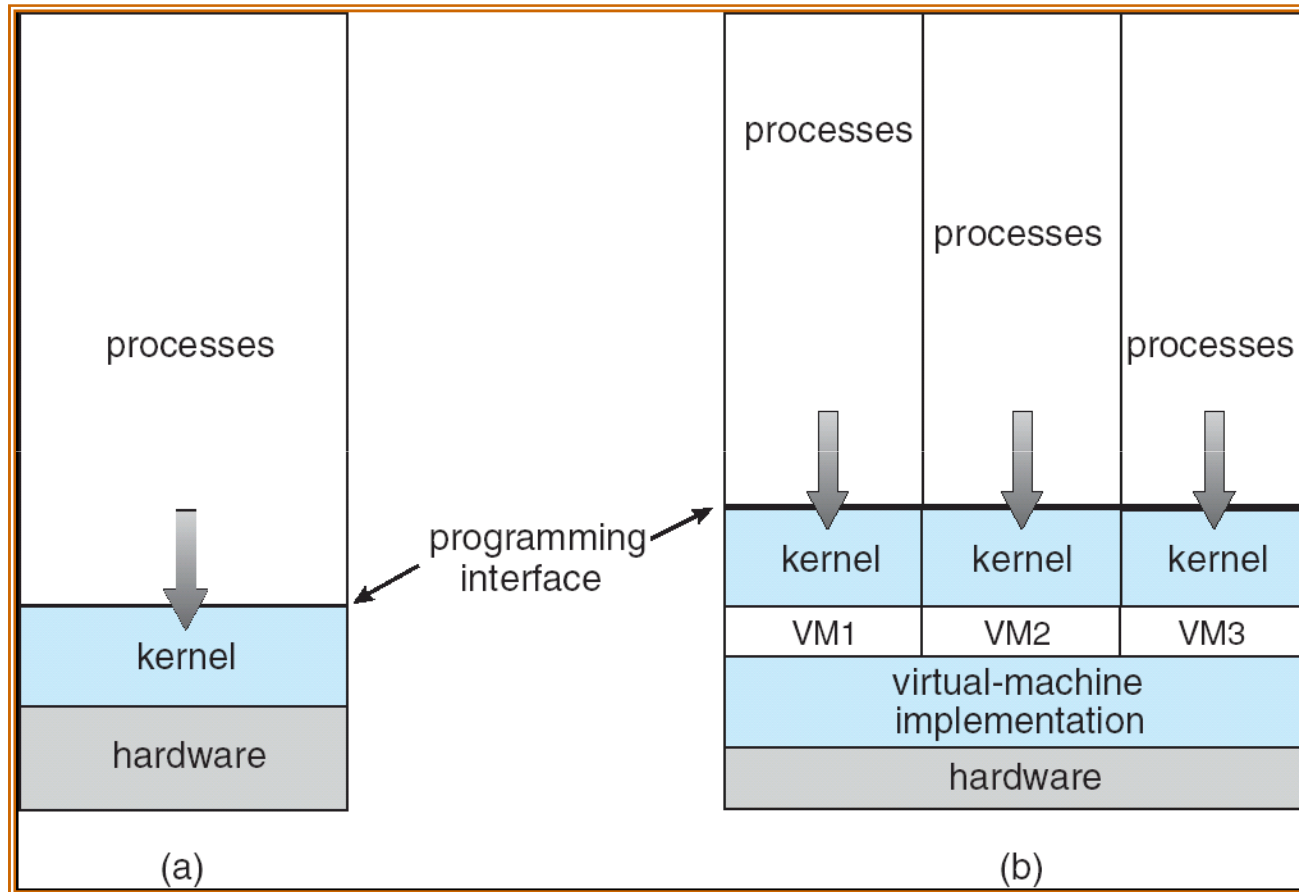 processes
kernel
hardware
(a)
programming
interface
processes
processes
processes
kernel
kernel
kernel
VM1
VM2
VM3
virtual-machine
implementation
hardware
(b)